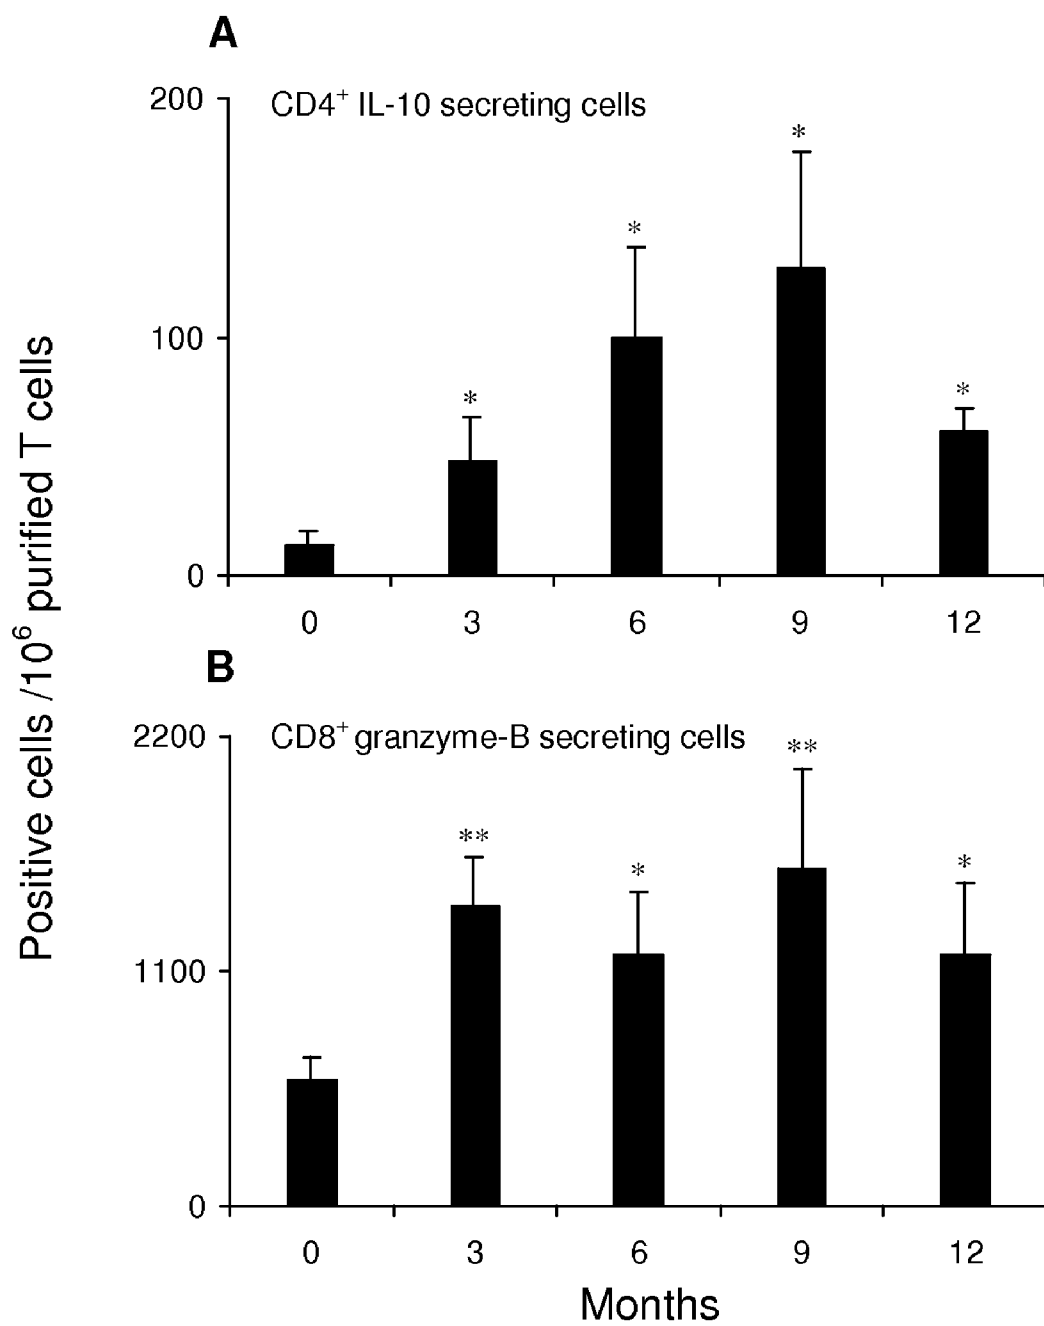 A
200
CD4⁺ IL-10 secreting cells
*
*
*
*
100
0
0 3 6 9 12
Positive cells /10⁶ purified T cells
B
2200
CD8⁺ granzyme-B secreting cells
**
**
*
*
1100
0
0 3 6 9 12
Months